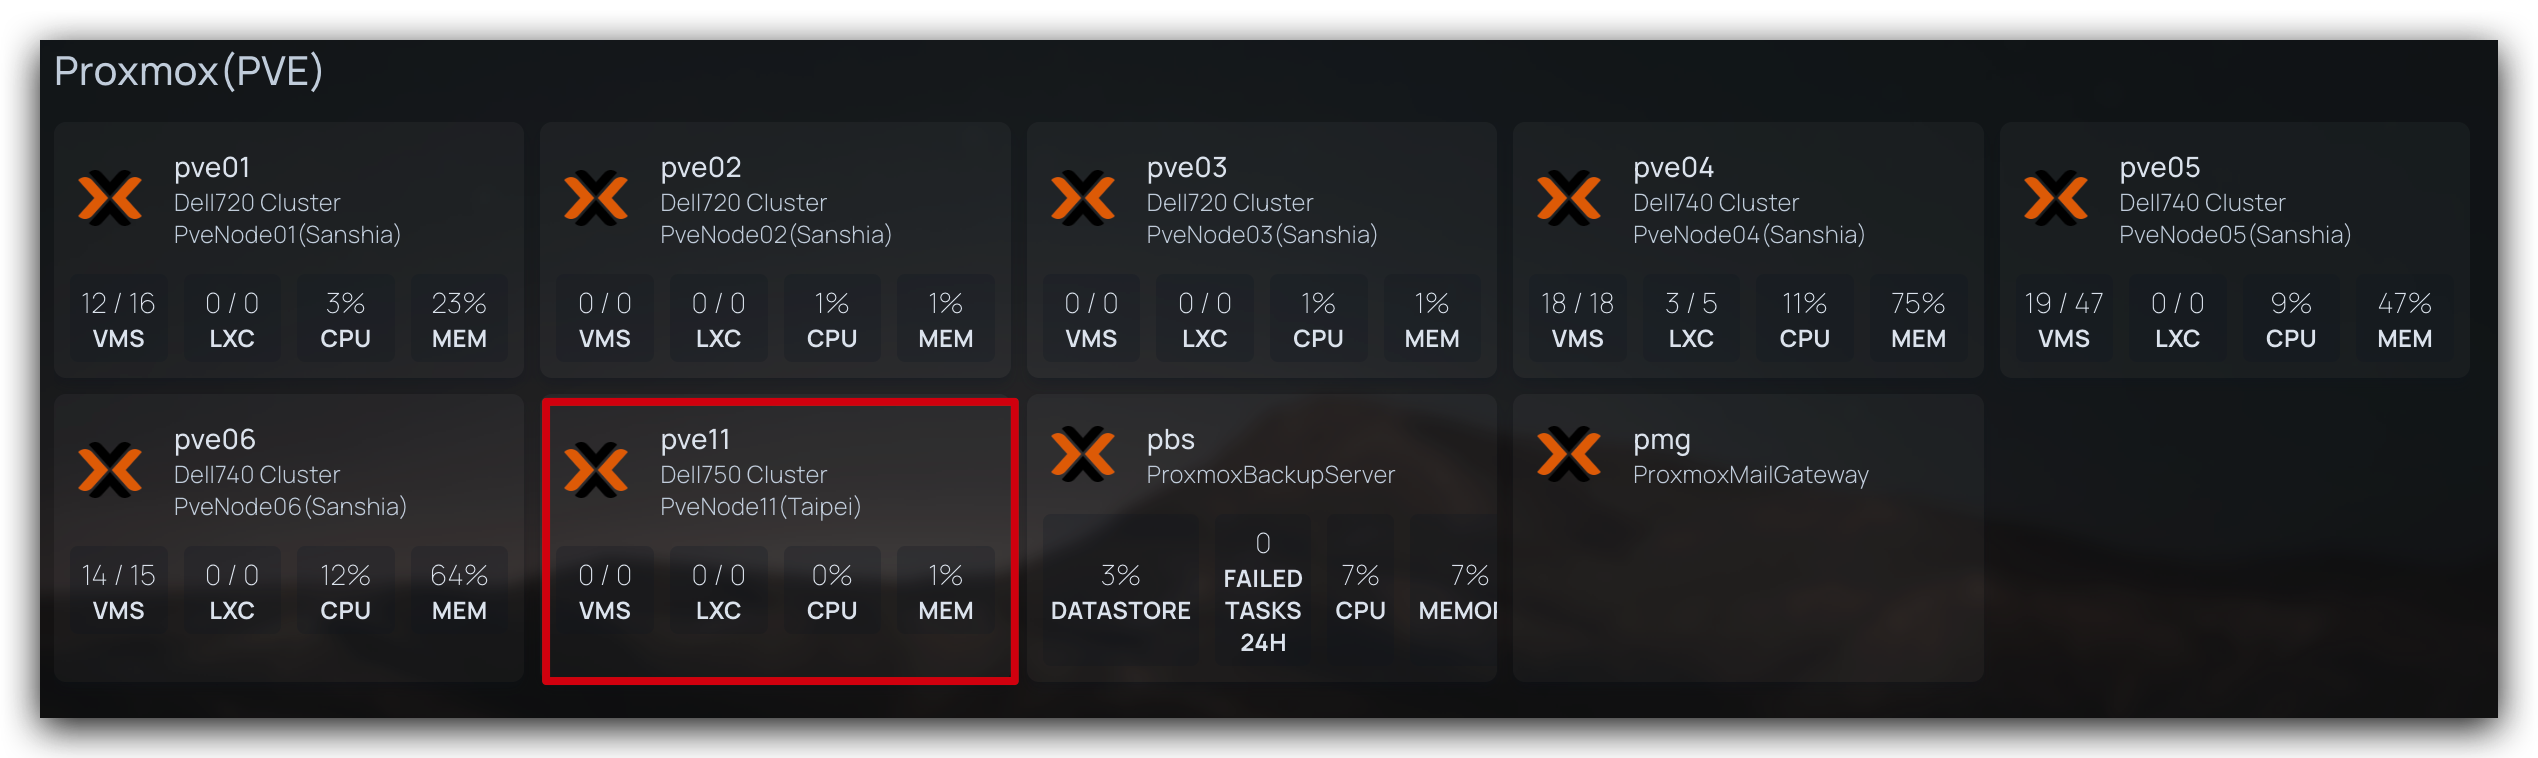 Proxmox(PVE)
pve01
Dell720 Cluster
PveNode01(Sanshia)
12 / 16
VMS
0 / 0
LXC
3%
CPU
23%
MEM
pve02
Dell720 Cluster
PveNode02(Sanshia)
0 / 0
VMS
0 / 0
LXC
1%
CPU
1%
MEM
pve03
Dell720 Cluster
PveNode03(Sanshia)
0 / 0
VMS
0 / 0
LXC
1%
CPU
1%
MEM
pve04
Dell740 Cluster
PveNode04(Sanshia)
18 / 18
VMS
3 / 5
LXC
11%
CPU
75%
MEM
pve05
Dell740 Cluster
PveNode05(Sanshia)
19 / 47
VMS
0 / 0
LXC
9%
CPU
47%
MEM
pve06
Dell740 Cluster
PveNode06(Sanshia)
14 / 15
VMS
0 / 0
LXC
12%
CPU
64%
MEM
pve11
Dell750 Cluster
PveNode11(Taipei)
0 / 0
VMS
0 / 0
LXC
0%
CPU
1%
MEM
pbs
ProxmoxBackupServer
3%
DATASTORE
0
FAILED
TASKS
24H
7%
CPU
7%
pmg
ProxmoxMailGateway